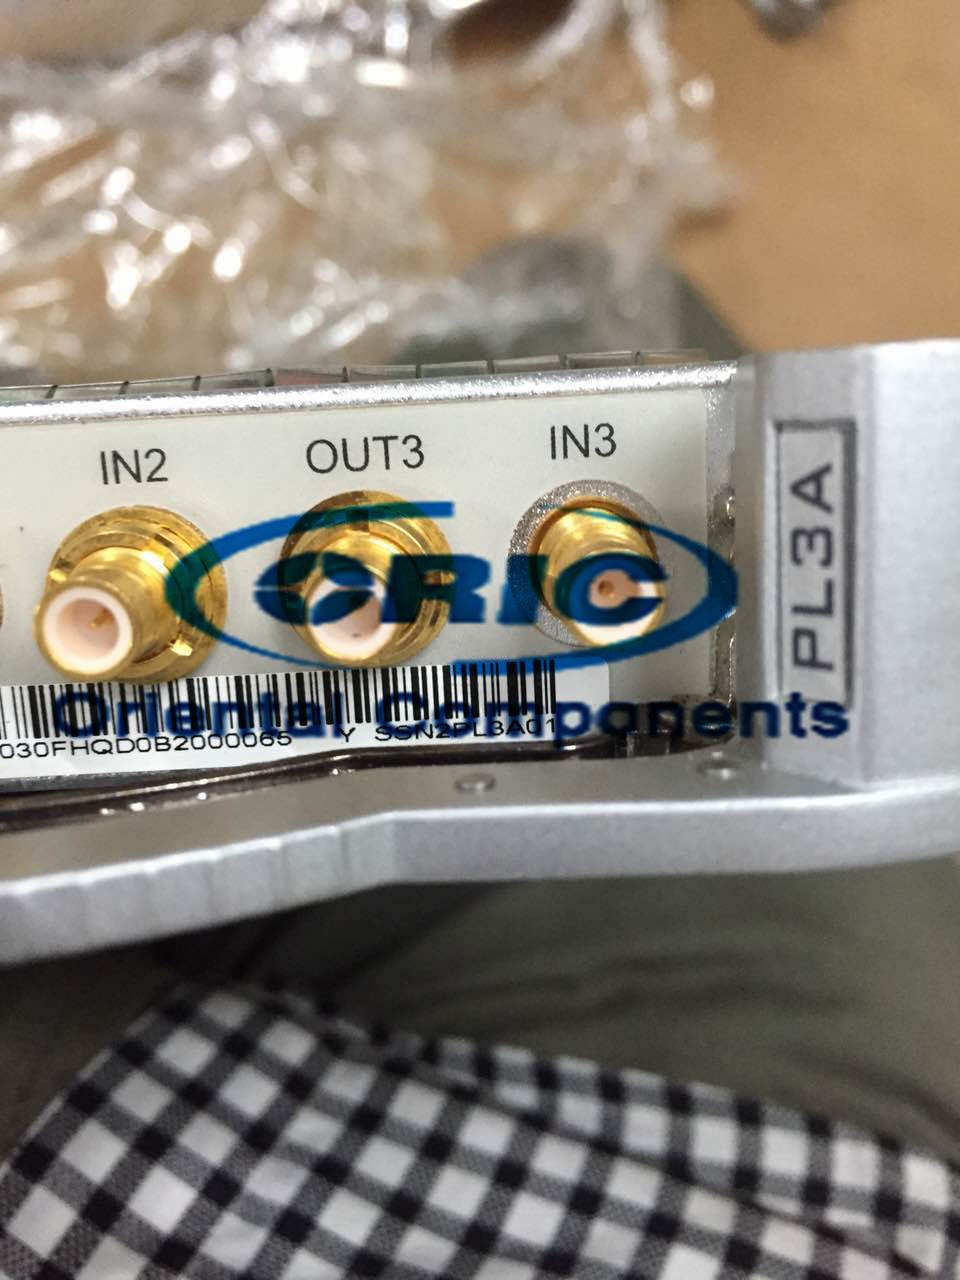 IN2 OUT3 IN3
PL3A
ORIC
Oriental Components
030FHQD0B2000065 Y SSN2PL3A01